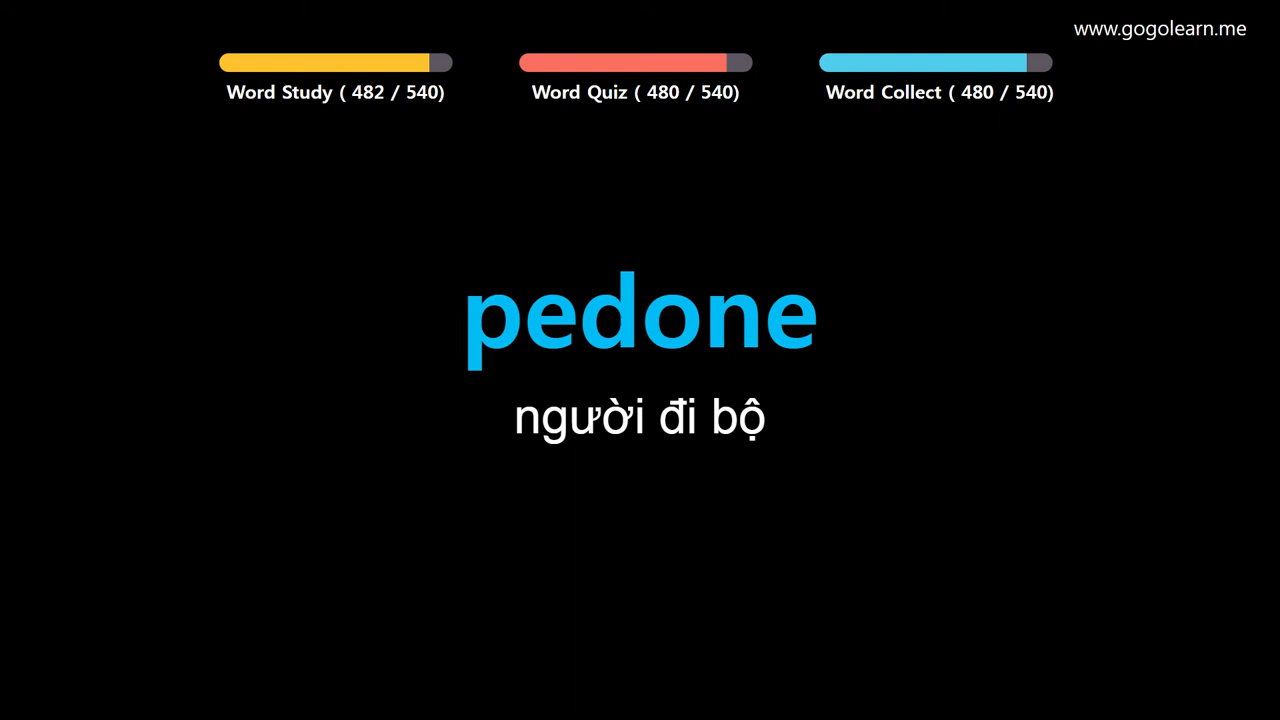 www.gogolearn.me
Word Study ( 482 / 540)
Word Quiz ( 480 / 540)
Word Collect ( 480 / 540)
pedone
người đi bộ